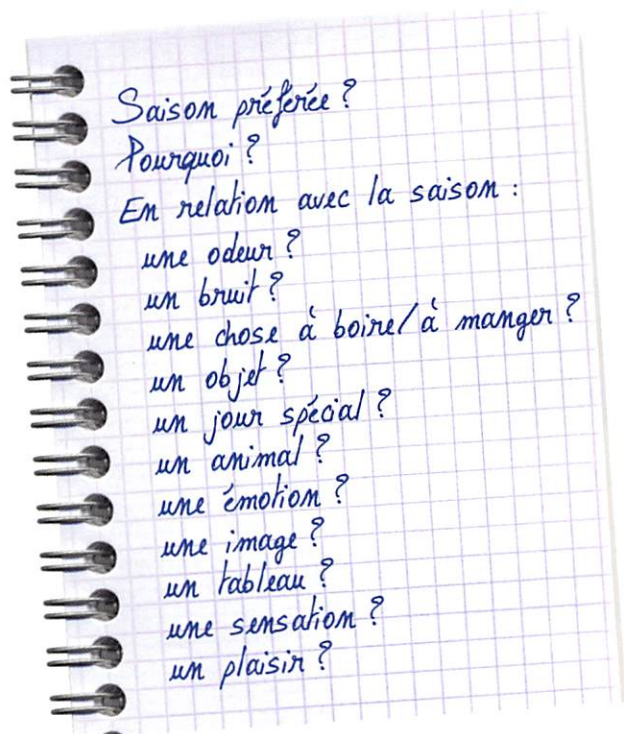 Saison préférée ?
Pourquoi ?
En relation avec la saison :
une odeur ?
un bruit ?
une chose à boire / à manger ?
un objet ?
un jour spécial ?
un animal ?
une émotion ?
une image ?
un tableau ?
une sensation ?
un plaisir ?